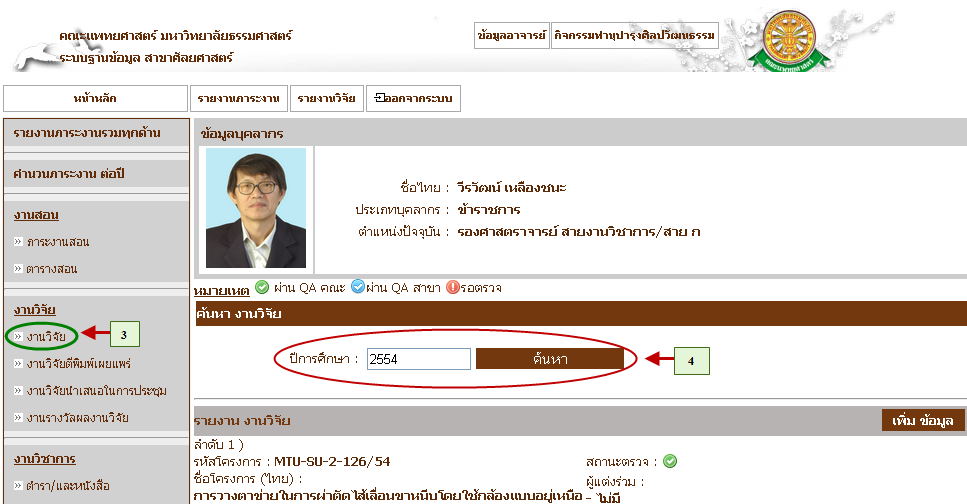 คณะแพทยศาสตร์ มหาวิทยาลัยธรรมศาสตร์
ระบบฐานข้อมูล สาขาศัลยศาสตร์
ข้อมูลอาจารย์ กิจกรรมทำนุบำรุงศิลปวัฒนธรรม
หน้าหลัก รายงานภาระงาน รายงานวิจัย ออกจากระบบ
รายงานภาระงานรวมทุกด้าน
คำนวนภาระงาน ต่อปี
งานสอน
» ภาระงานสอน
» ตารางสอน
งานวิจัย
» งานวิจัย
3
» งานวิจัยตีพิมพ์เผยแพร่
» งานวิจัยนำเสนอในการประชุม
» งานรางวัลผลงานวิจัย
งานวิชาการ
» ตำรา/และหนังสือ
ข้อมูลบุคลากร
ชื่อไทย : วีรวัฒน์ เหลืองชนะ
ประเภทบุคลากร : ข้าราชการ
ตำแหน่งปัจจุบัน : รองศาสตราจารย์ สายงานวิชาการ/สาย ก
หมายเหต ผ่าน QA คณะ ผ่าน QA สาขา รอตรวจ
ค้นหา งานวิจัย
ปีการศึกษา : 2554 ค้นหา
4
รายงาน งานวิจัย เพิ่ม ข้อมูล
ลำดับ 1 )
รหัสโครงการ : MTU-SU-2-126/54 สถานะตรวจ :
ชื่อโครงการ (ไทย) : ผู้แต่งร่วม :
การวางตาข่ายในการผ่าตัดไส้เลื่อนขาหนีบโดยใช้กล้องแบบอยู่เหนือ - ไม่มี